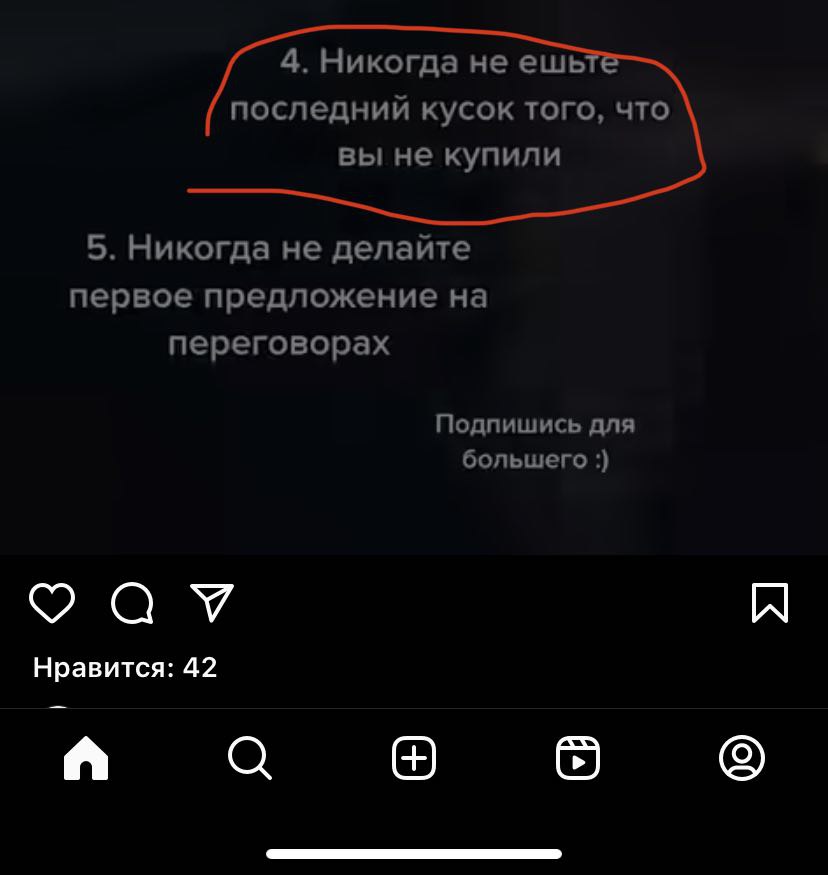 4. Никогда не ешьте
последний кусок того, что
вы не купили
5. Никогда не делайте
первое предложение на
переговорах
Подпишись для
большего :)
Нравится: 42